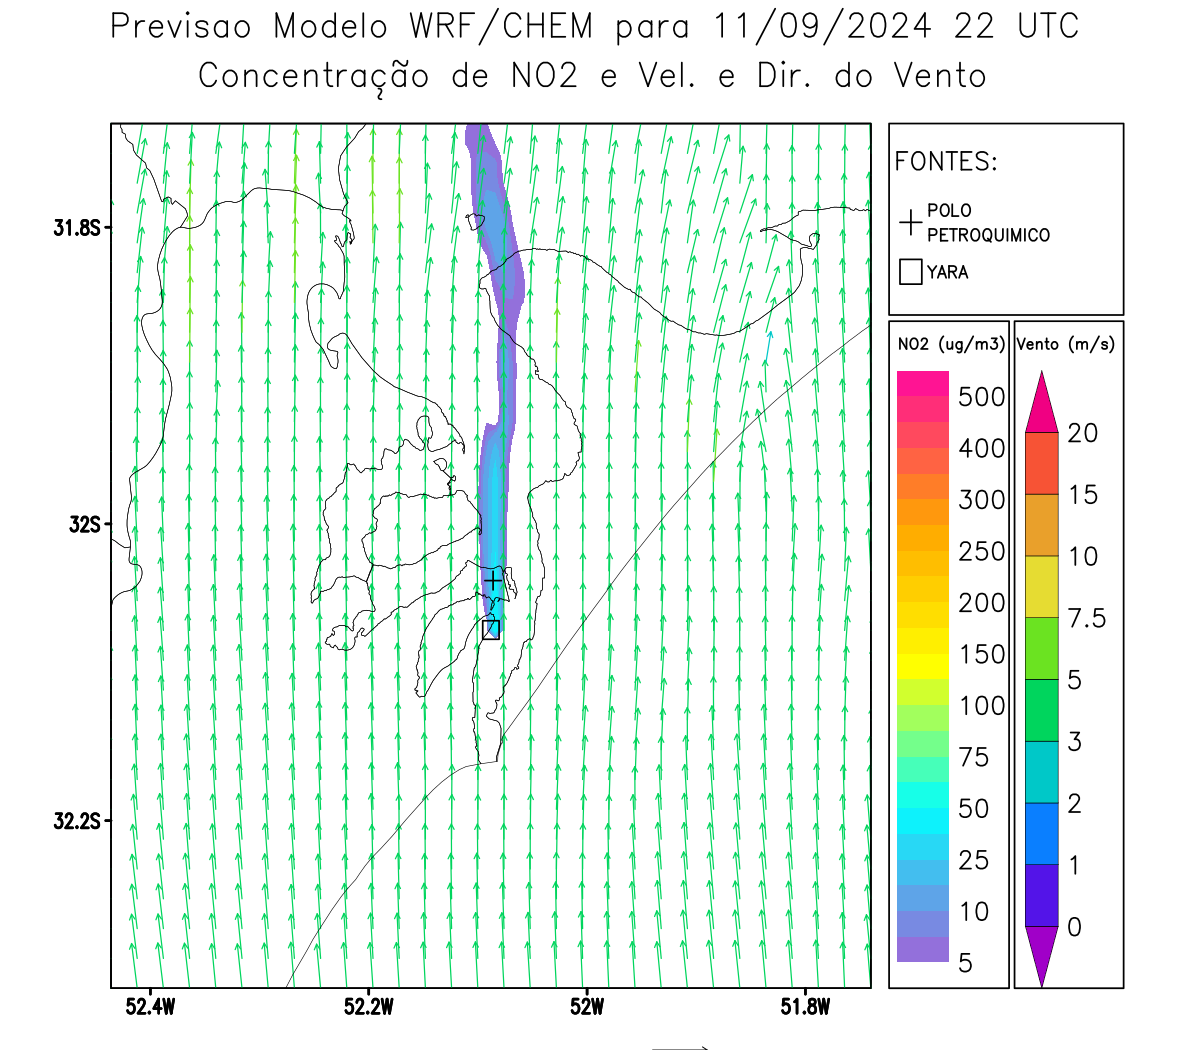 Previsao Modelo WRF/CHEM para 11/09/2024 22 UTC
Concentração de NO2 e Vel. e Dir. do Vento
FONTES:
POLO
PETROQUIMICO
YARA
NO2 (ug/m3)
500
400
300
250
200
150
100
75
50
25
10
5
Vento (m/s)
20
15
10
7.5
5
3
2
1
0
31.8S
32S
32.2S
52.4W
52.2W
52W
51.8W